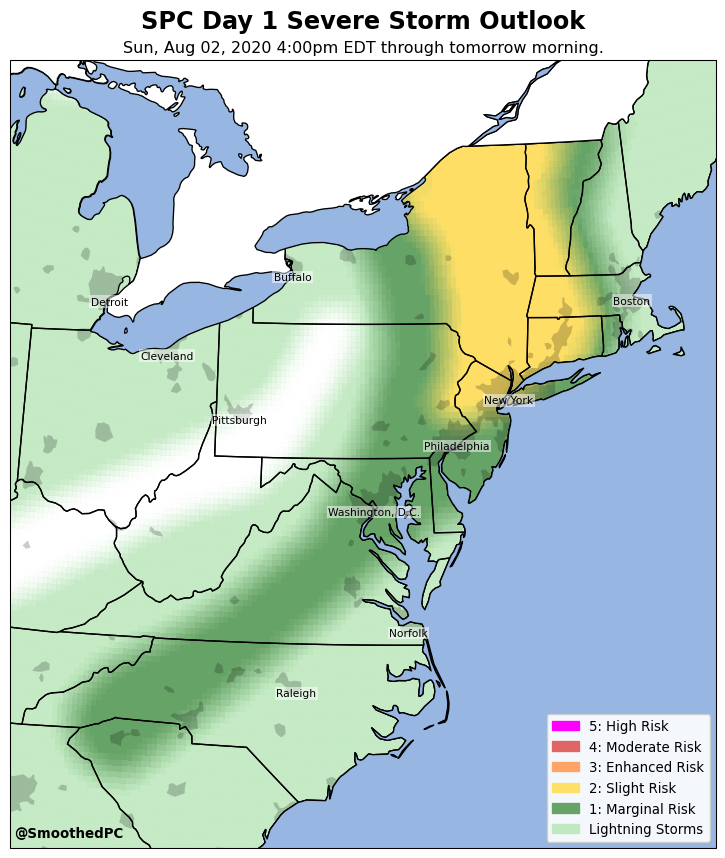 SPC Day 1 Severe Storm Outlook
Sun, Aug 02, 2020 4:00pm EDT through tomorrow morning.
Buffalo
Detroit
Boston
Cleveland
New York
Pittsburgh
Philadelphia
Washington, D.C.
Norfolk
Raleigh
5: High Risk
4: Moderate Risk
3: Enhanced Risk
2: Slight Risk
1: Marginal Risk
Lightning Storms
@SmoothedPC